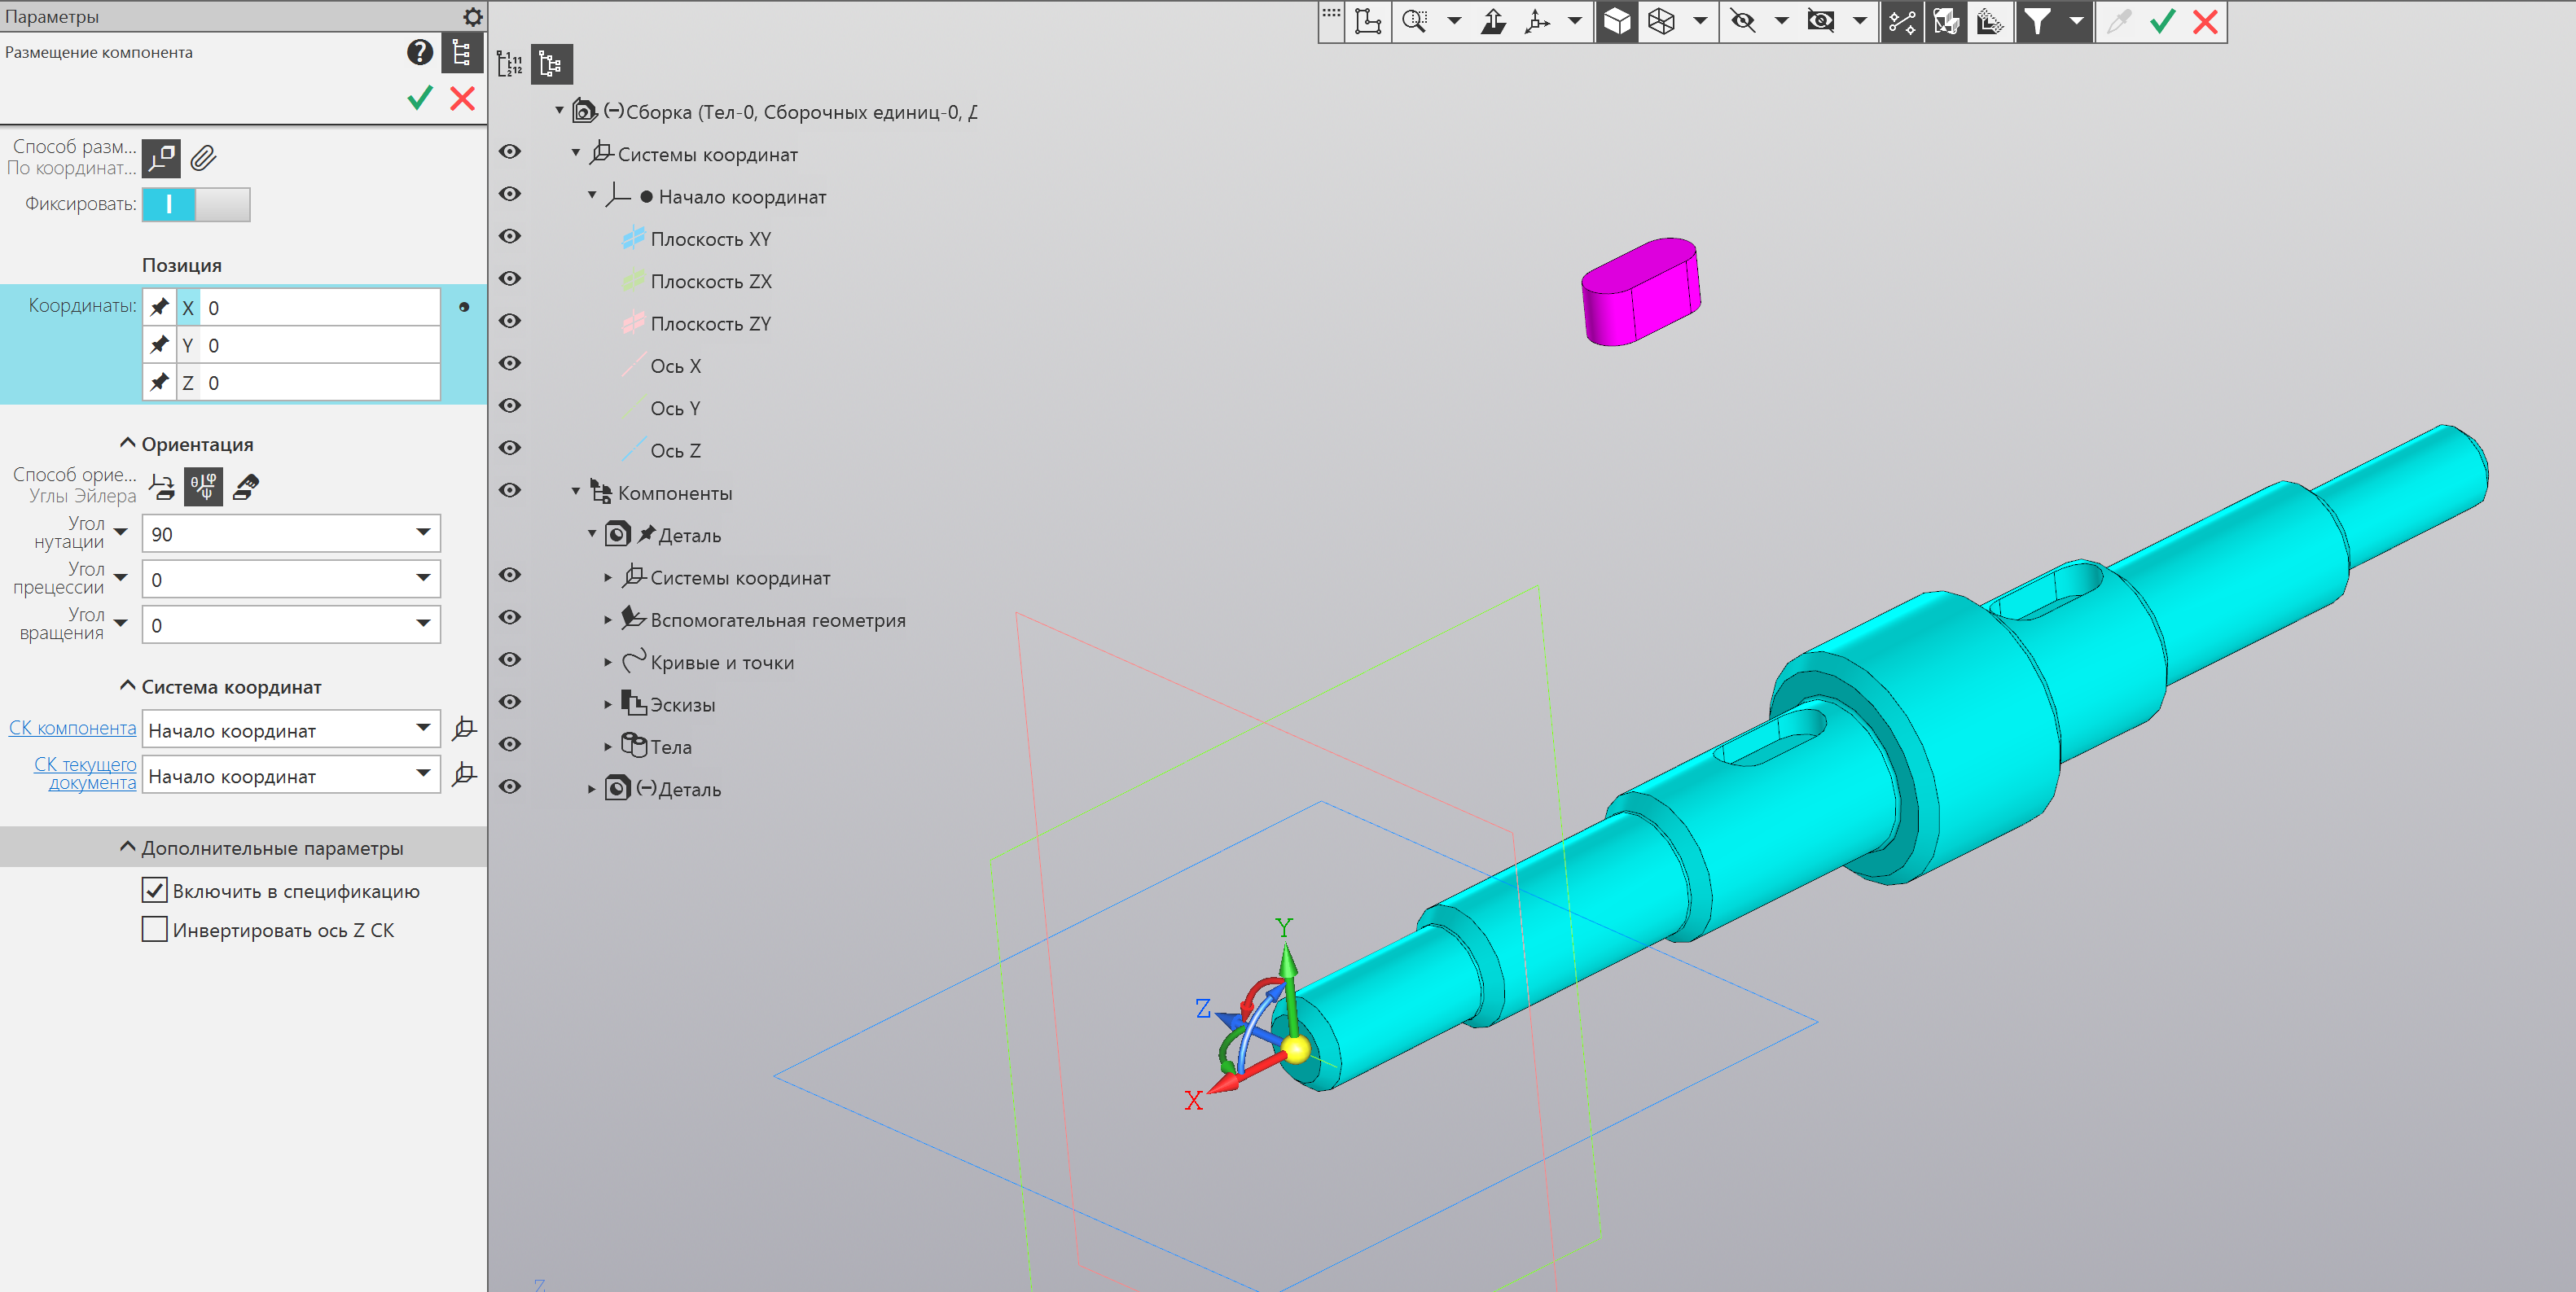 Параметры
Размещение компонента
Способ разм...
По координат...
Фиксировать:
Позиция
Координаты:
X 0
Y 0
Z 0
Ориентация
Способ орие...
Углы Эйлера
Угол нутации
90
Угол прецессии
0
Угол вращения
0
Система координат
СК компонента
Начало координат
СК текущего документа
Начало координат
Дополнительные параметры
Включить в спецификацию
Инвертировать ось Z СК
(−)Сборка (Тел-0, Сборочных единиц-0, Д
Системы координат
Начало координат
Плоскость XY
Плоскость ZX
Плоскость ZY
Ось X
Ось Y
Ось Z
Компоненты
Деталь
Системы координат
Вспомогательная геометрия
Кривые и точки
Эскизы
Тела
(−)Деталь
Y
Z
X
Z